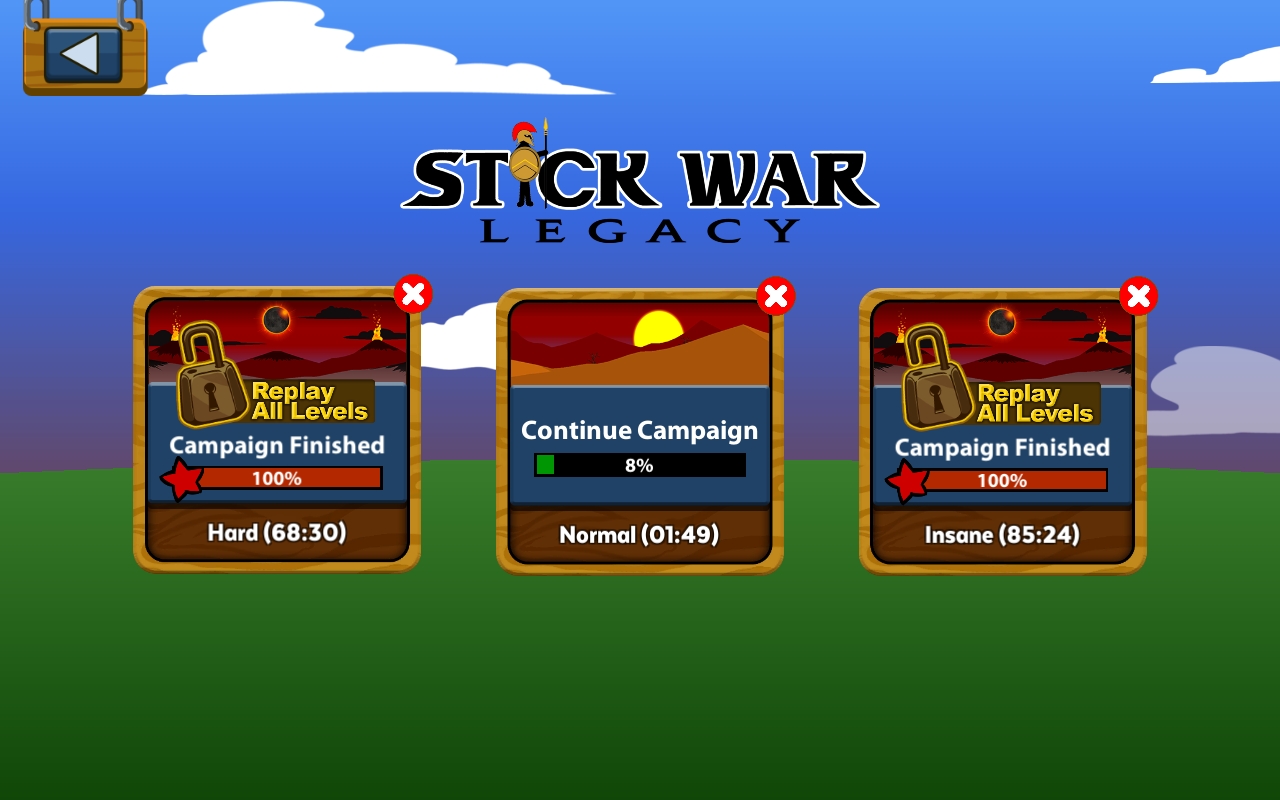 STICK WAR
LEGACY
Replay
All Levels
Campaign Finished
100%
Hard (68:30)
Continue Campaign
8%
Normal (01:49)
Replay
All Levels
Campaign Finished
100%
Insane (85:24)